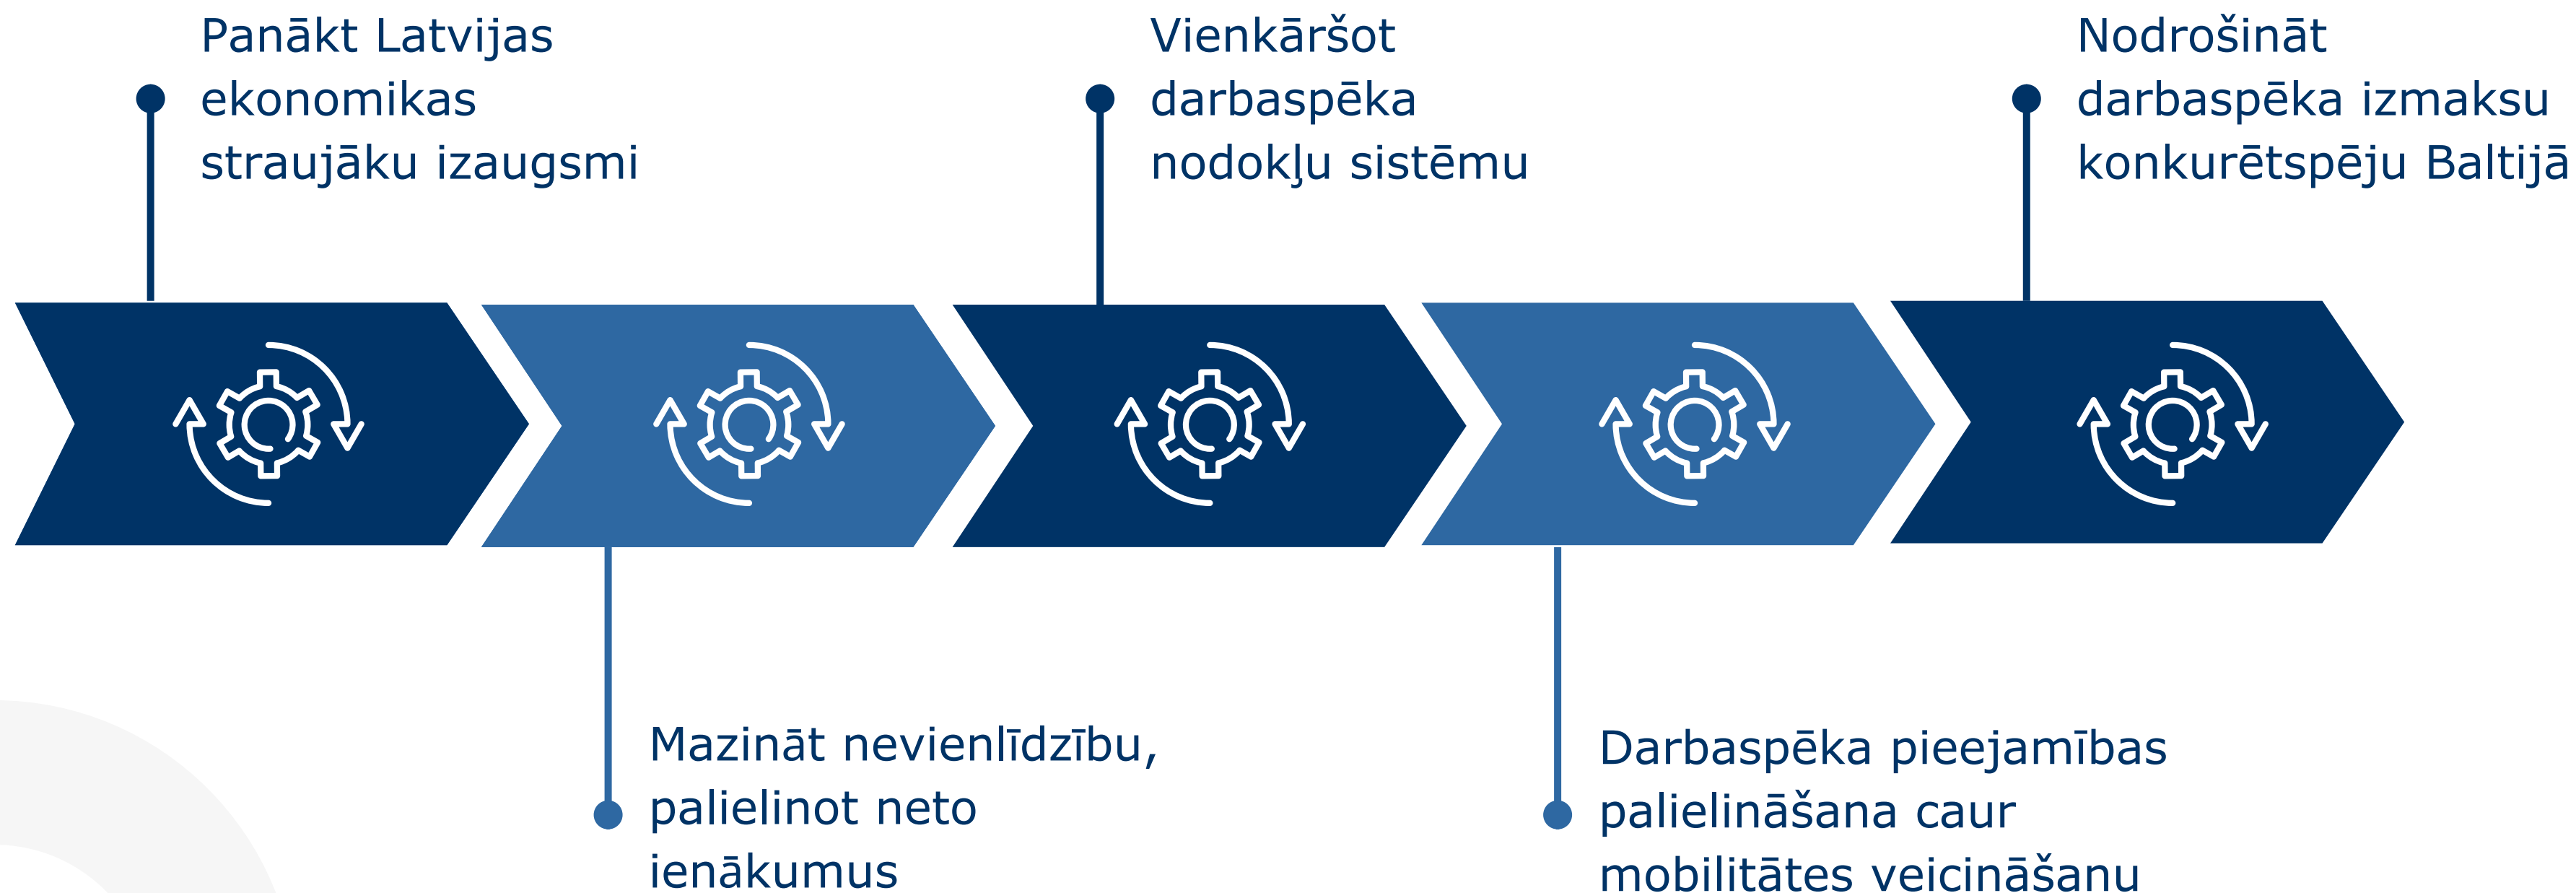 Panākt Latvijas
ekonomikas
straujāku izaugsmi
Mazināt nevienlīdzību,
palielinot neto
ienākumus
Vienkāršot
darbaspēka
nodokļu sistēmu
Darbaspēka pieejamības
palielināšana caur
mobilitātes veicināšanu
Nodrošināt
darbaspēka izmaksu
konkurētspēju Baltijā